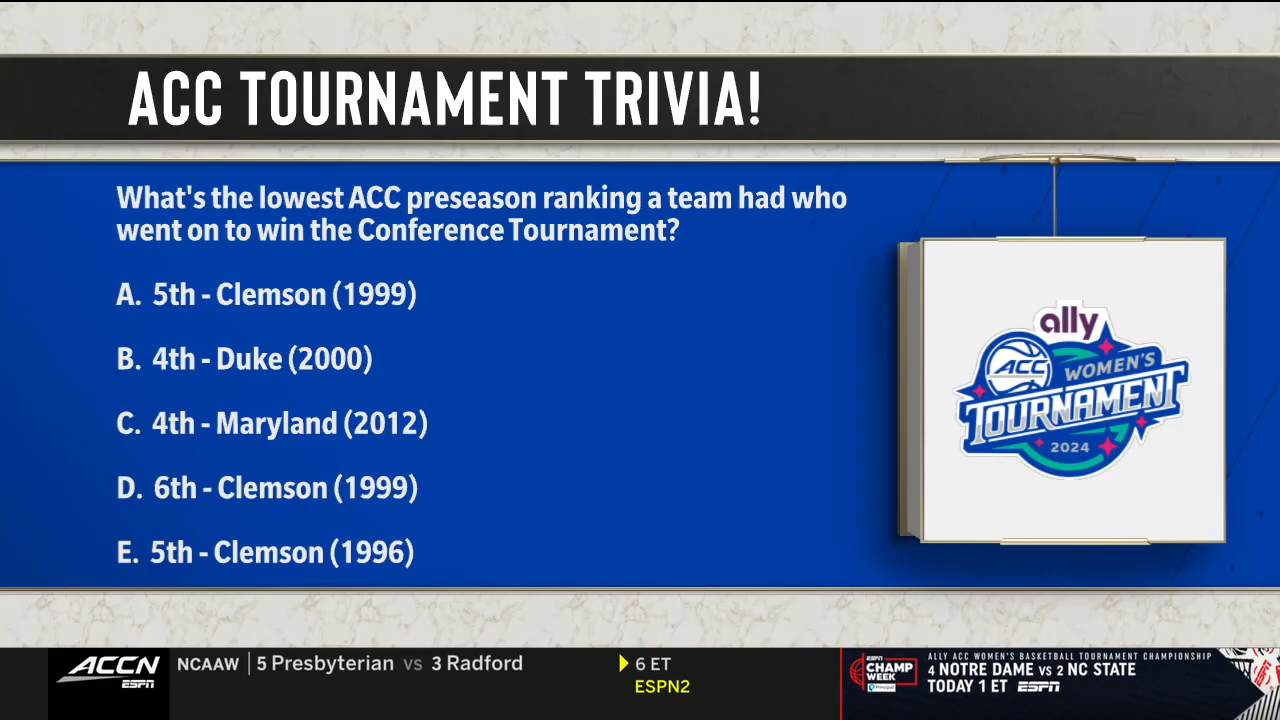 ACC TOURNAMENT TRIVIA!
What's the lowest ACC preseason ranking a team had who
went on to win the Conference Tournament?
A. 5th - Clemson (1999)
B. 4th - Duke (2000)
C. 4th - Maryland (2012)
D. 6th - Clemson (1999)
E. 5th - Clemson (1996)
ally
ACC
WOMEN'S
TOURNAMENT
2024
ACCN
ESPN
NCAAW
5 Presbyterian vs 3 Radford
6 ET
ESPN2
ESPN
CHAMP
WEEK
Principal
ALLY ACC WOMEN'S BASKETBALL TOURNAMENT CHAMPIONSHIP
4 NOTRE DAME vs 2 NC STATE
TODAY 1 ET ESPN